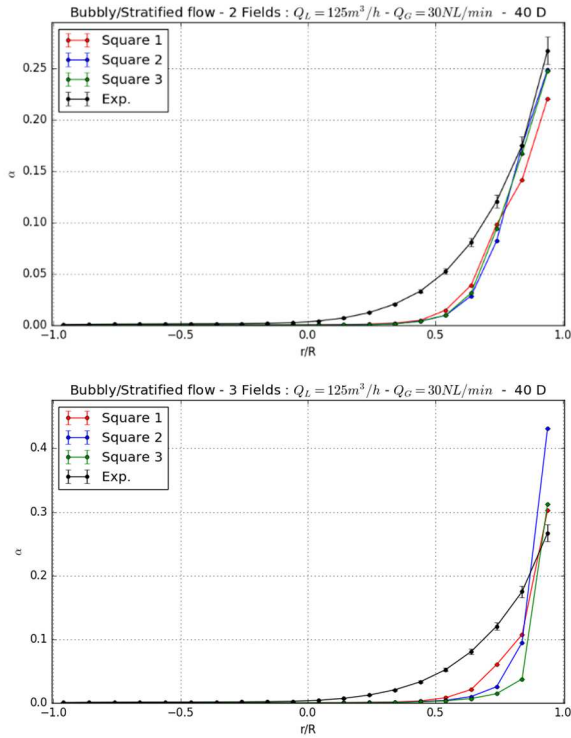 Bubbly/Stratified flow - 2 Fields : Q_L = 125m³/h - Q_G = 30NL/min - 40 D
Square 1
Square 2
Square 3
Exp.
0.25
0.20
0.15
0.10
0.05
0.00
α
−1.0 −0.5 0.0 0.5 1.0
r/R
Bubbly/Stratified flow - 3 Fields : Q_L = 125m³/h - Q_G = 30NL/min - 40 D
Square 1
Square 2
Square 3
Exp.
0.4
0.3
0.2
0.1
0.0
α
−1.0 −0.5 0.0 0.5 1.0
r/R